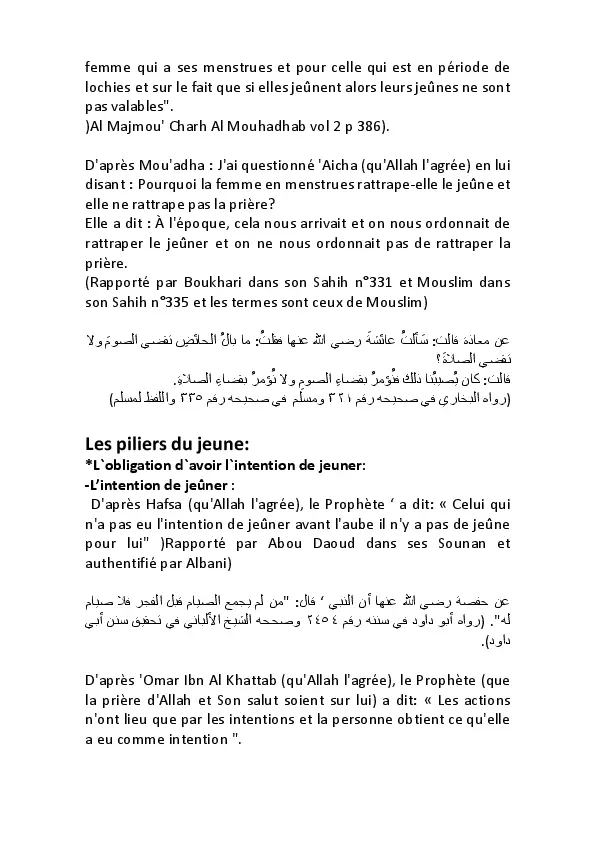 femme qui a ses menstrues et pour celle qui est en période de
lochies et sur le fait que si elles jeûnent alors leurs jeûnes ne sont
pas valables".
)Al Majmou' Charh Al Mouhadhab vol 2 p 386).
D'après Mou'adha : J'ai questionné 'Aicha (qu'Allah l'agrée) en lui
disant : Pourquoi la femme en menstrues rattrape-elle le jeûne et
elle ne rattrape pas la prière?
Elle a dit : À l'époque, cela nous arrivait et on nous ordonnait de
rattraper le jeûner et on ne nous ordonnait pas de rattraper la
prière.
(Rapporté par Boukhari dans son Sahih n°331 et Mouslim dans
son Sahih n°335 et les termes sont ceux de Mouslim)
عن معاذة قالت: سَألْتُ عائشَةَ رضي الله عنها فقلتُ: ما بالُ الحائضِ تقضي الصومَ ولا
تقضي الصلاةَ؟
قالت: كان يُصيبُنا ذلك فنُؤمرُ بقضاءِ الصومِ ولا نُؤمرُ بقضاءِ الصلاةِ.
(رواه البخاري في صحيحه رقم ٣٢١ ومسلم في صحيحه رقم ٣٣٥ واللفظ لمسلم)
Les piliers du jeune:
*L`obligation d`avoir l`intention de jeuner:
-L’intention de jeûner :
D'après Hafsa (qu'Allah l'agrée), le Prophète ‘ a dit: « Celui qui
n'a pas eu l'intention de jeûner avant l'aube il n'y a pas de jeûne
pour lui" )Rapporté par Abou Daoud dans ses Sounan et
authentifié par Albani)
عن حفصة رضي الله عنها أن النبي ‘ قال: "من لم يجمع الصيام قبل الفجر فلا صيام
له". (رواه أبو داود في سننه رقم ٢٤٥٤ وصححه الشيخ الألباني في تحقيق سنن أبي
داود).
D'après 'Omar Ibn Al Khattab (qu'Allah l'agrée), le Prophète (que
la prière d'Allah et Son salut soient sur lui) a dit: « Les actions
n'ont lieu que par les intentions et la personne obtient ce qu'elle
a eu comme intention ".